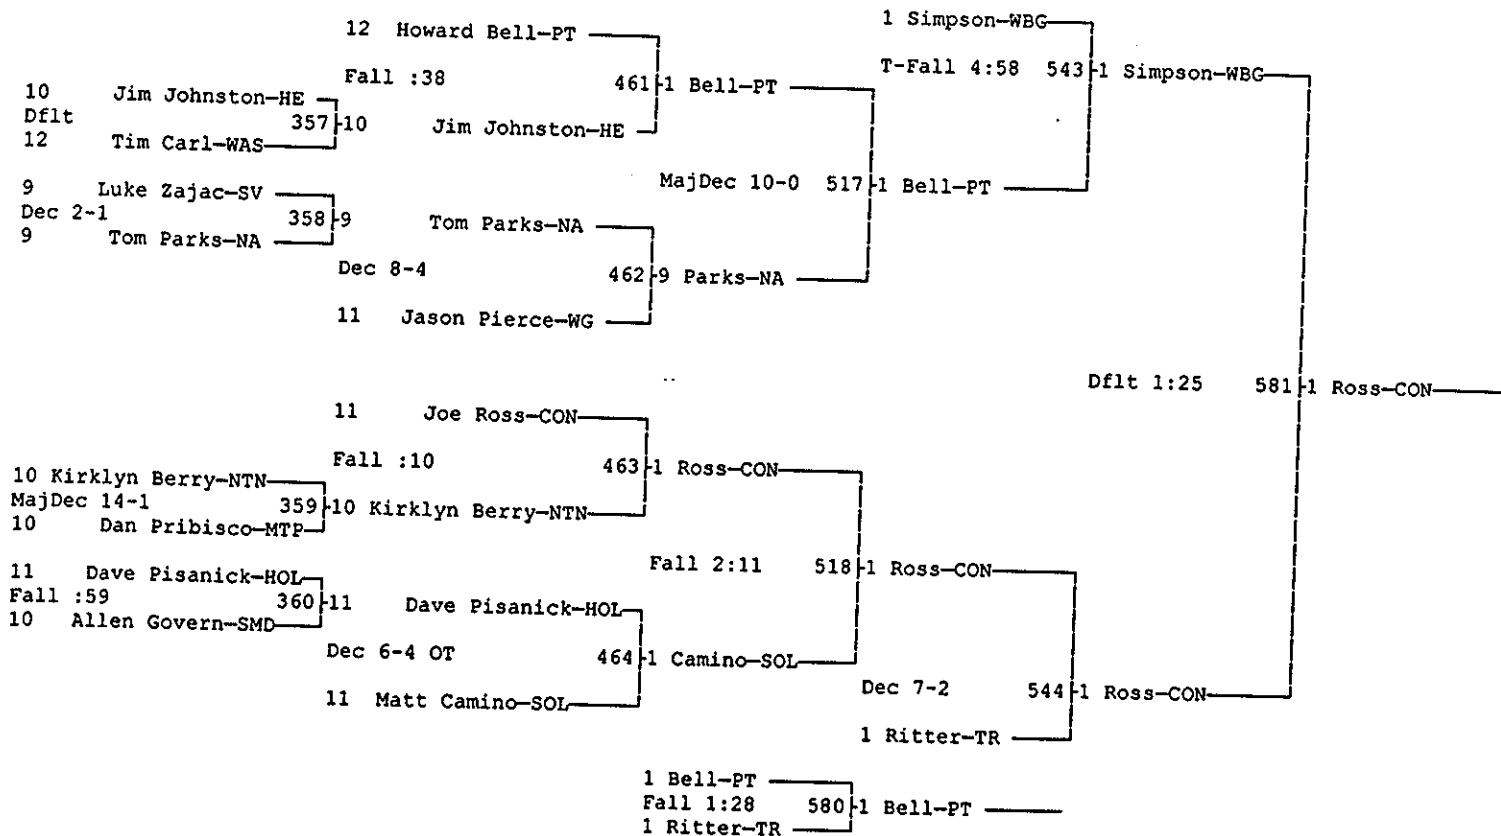 1 Simpson—WBG
12 Howard Bell—PT
T-Fall 4:58 543 1 Simpson—WBG
Fall :38 461 1 Bell-PT
10 Jim Johnston—HE
Dflt 357 10 Jim Johnston—HE
12 Tim Carl—WAS
MajDec 10-0 517 1 Bell-PT
9 Luke Zajac—SV
Dec 2-1 358 9 Tom Parks—NA
9 Tom Parks—NA
Dec 8-4 462 9 Parks—NA
11 Jason Pierce—WG
Dflt 1:25 581 1 Ross—CON
11 Joe Ross—CON
Fall :10 463 1 Ross—CON
10 Kirklyn Berry—NTN
MajDec 14-1 359 10 Kirklyn Berry—NTN
10 Dan Pribisco—MTP
Fall 2:11 518 1 Ross—CON
11 Dave Pisanick—HOL
Fall :59 360 11 Dave Pisanick—HOL
10 Allen Govern—SMD
Dec 6-4 OT 464 1 Camino—SOL
11 Matt Camino—SOL
Dec 7-2 544 1 Ross—CON
1 Ritter—TR
1 Bell—PT
Fall 1:28 580 1 Bell—PT
1 Ritter—TR